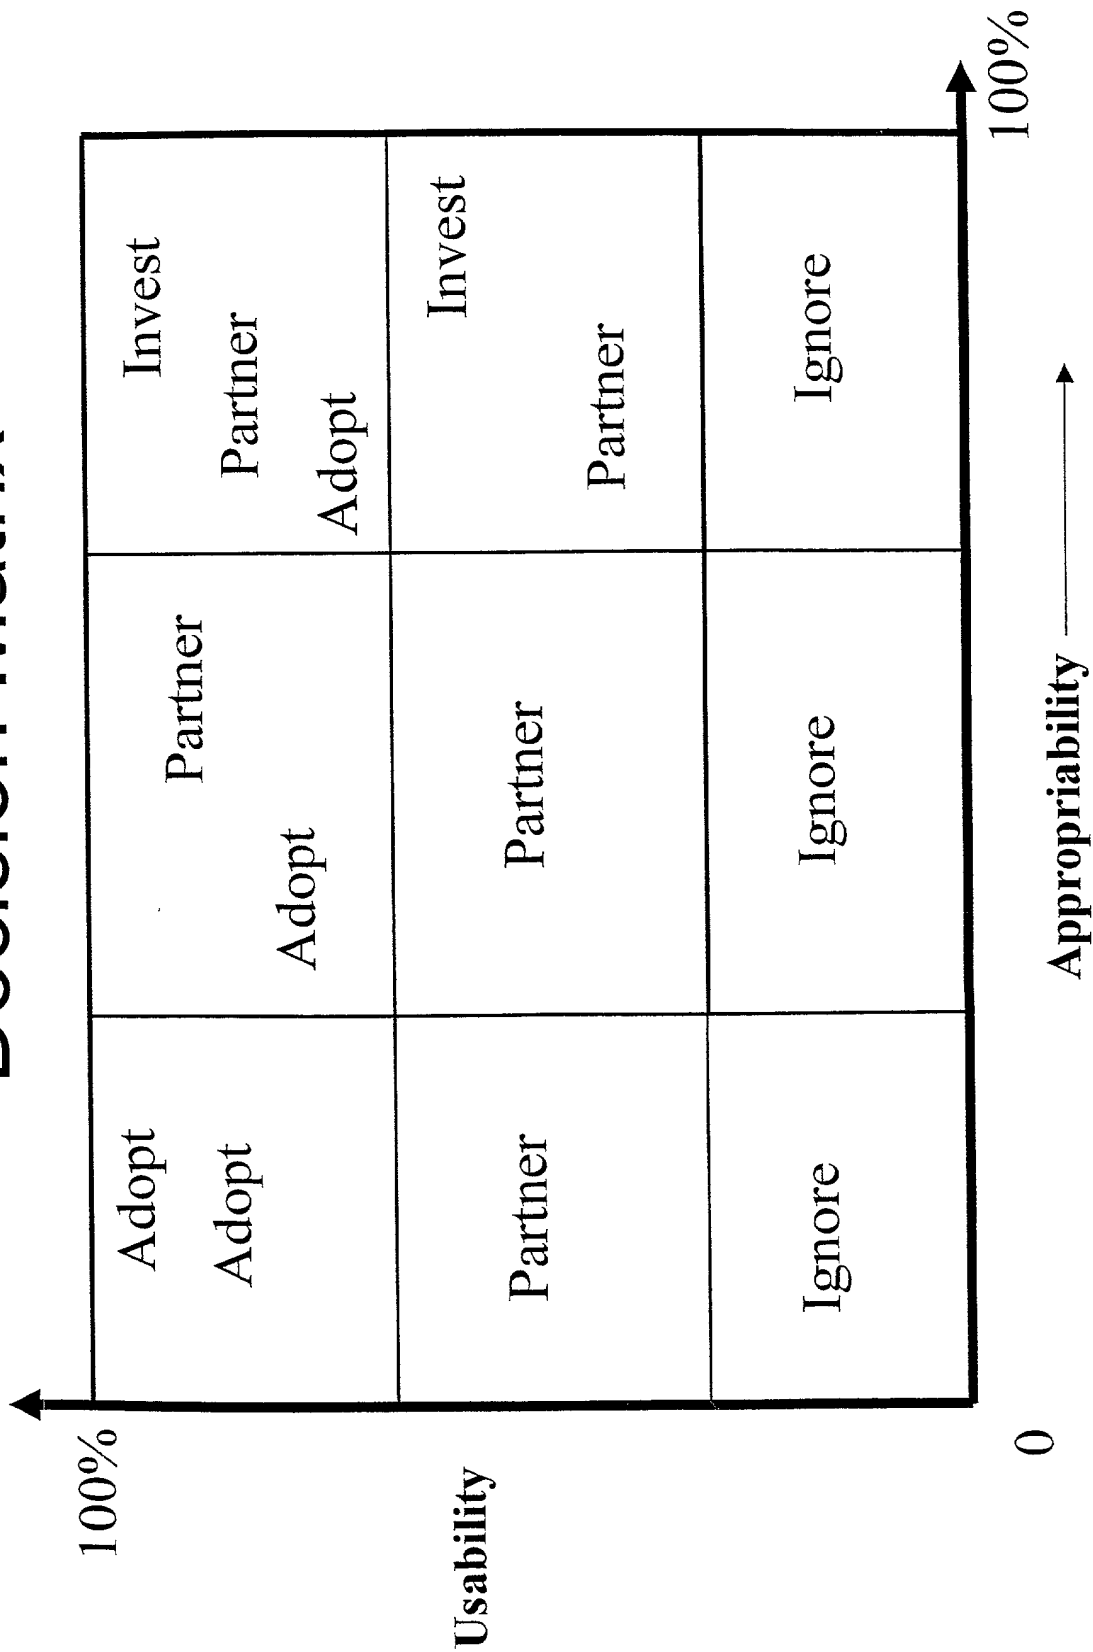 Decision Matrix
100%
Adopt
Adopt
Partner
Adopt
Invest
Partner
Adopt
Usability
Partner
Partner
Invest
Partner
Ignore
Ignore
Ignore
0
100%
Appropriability